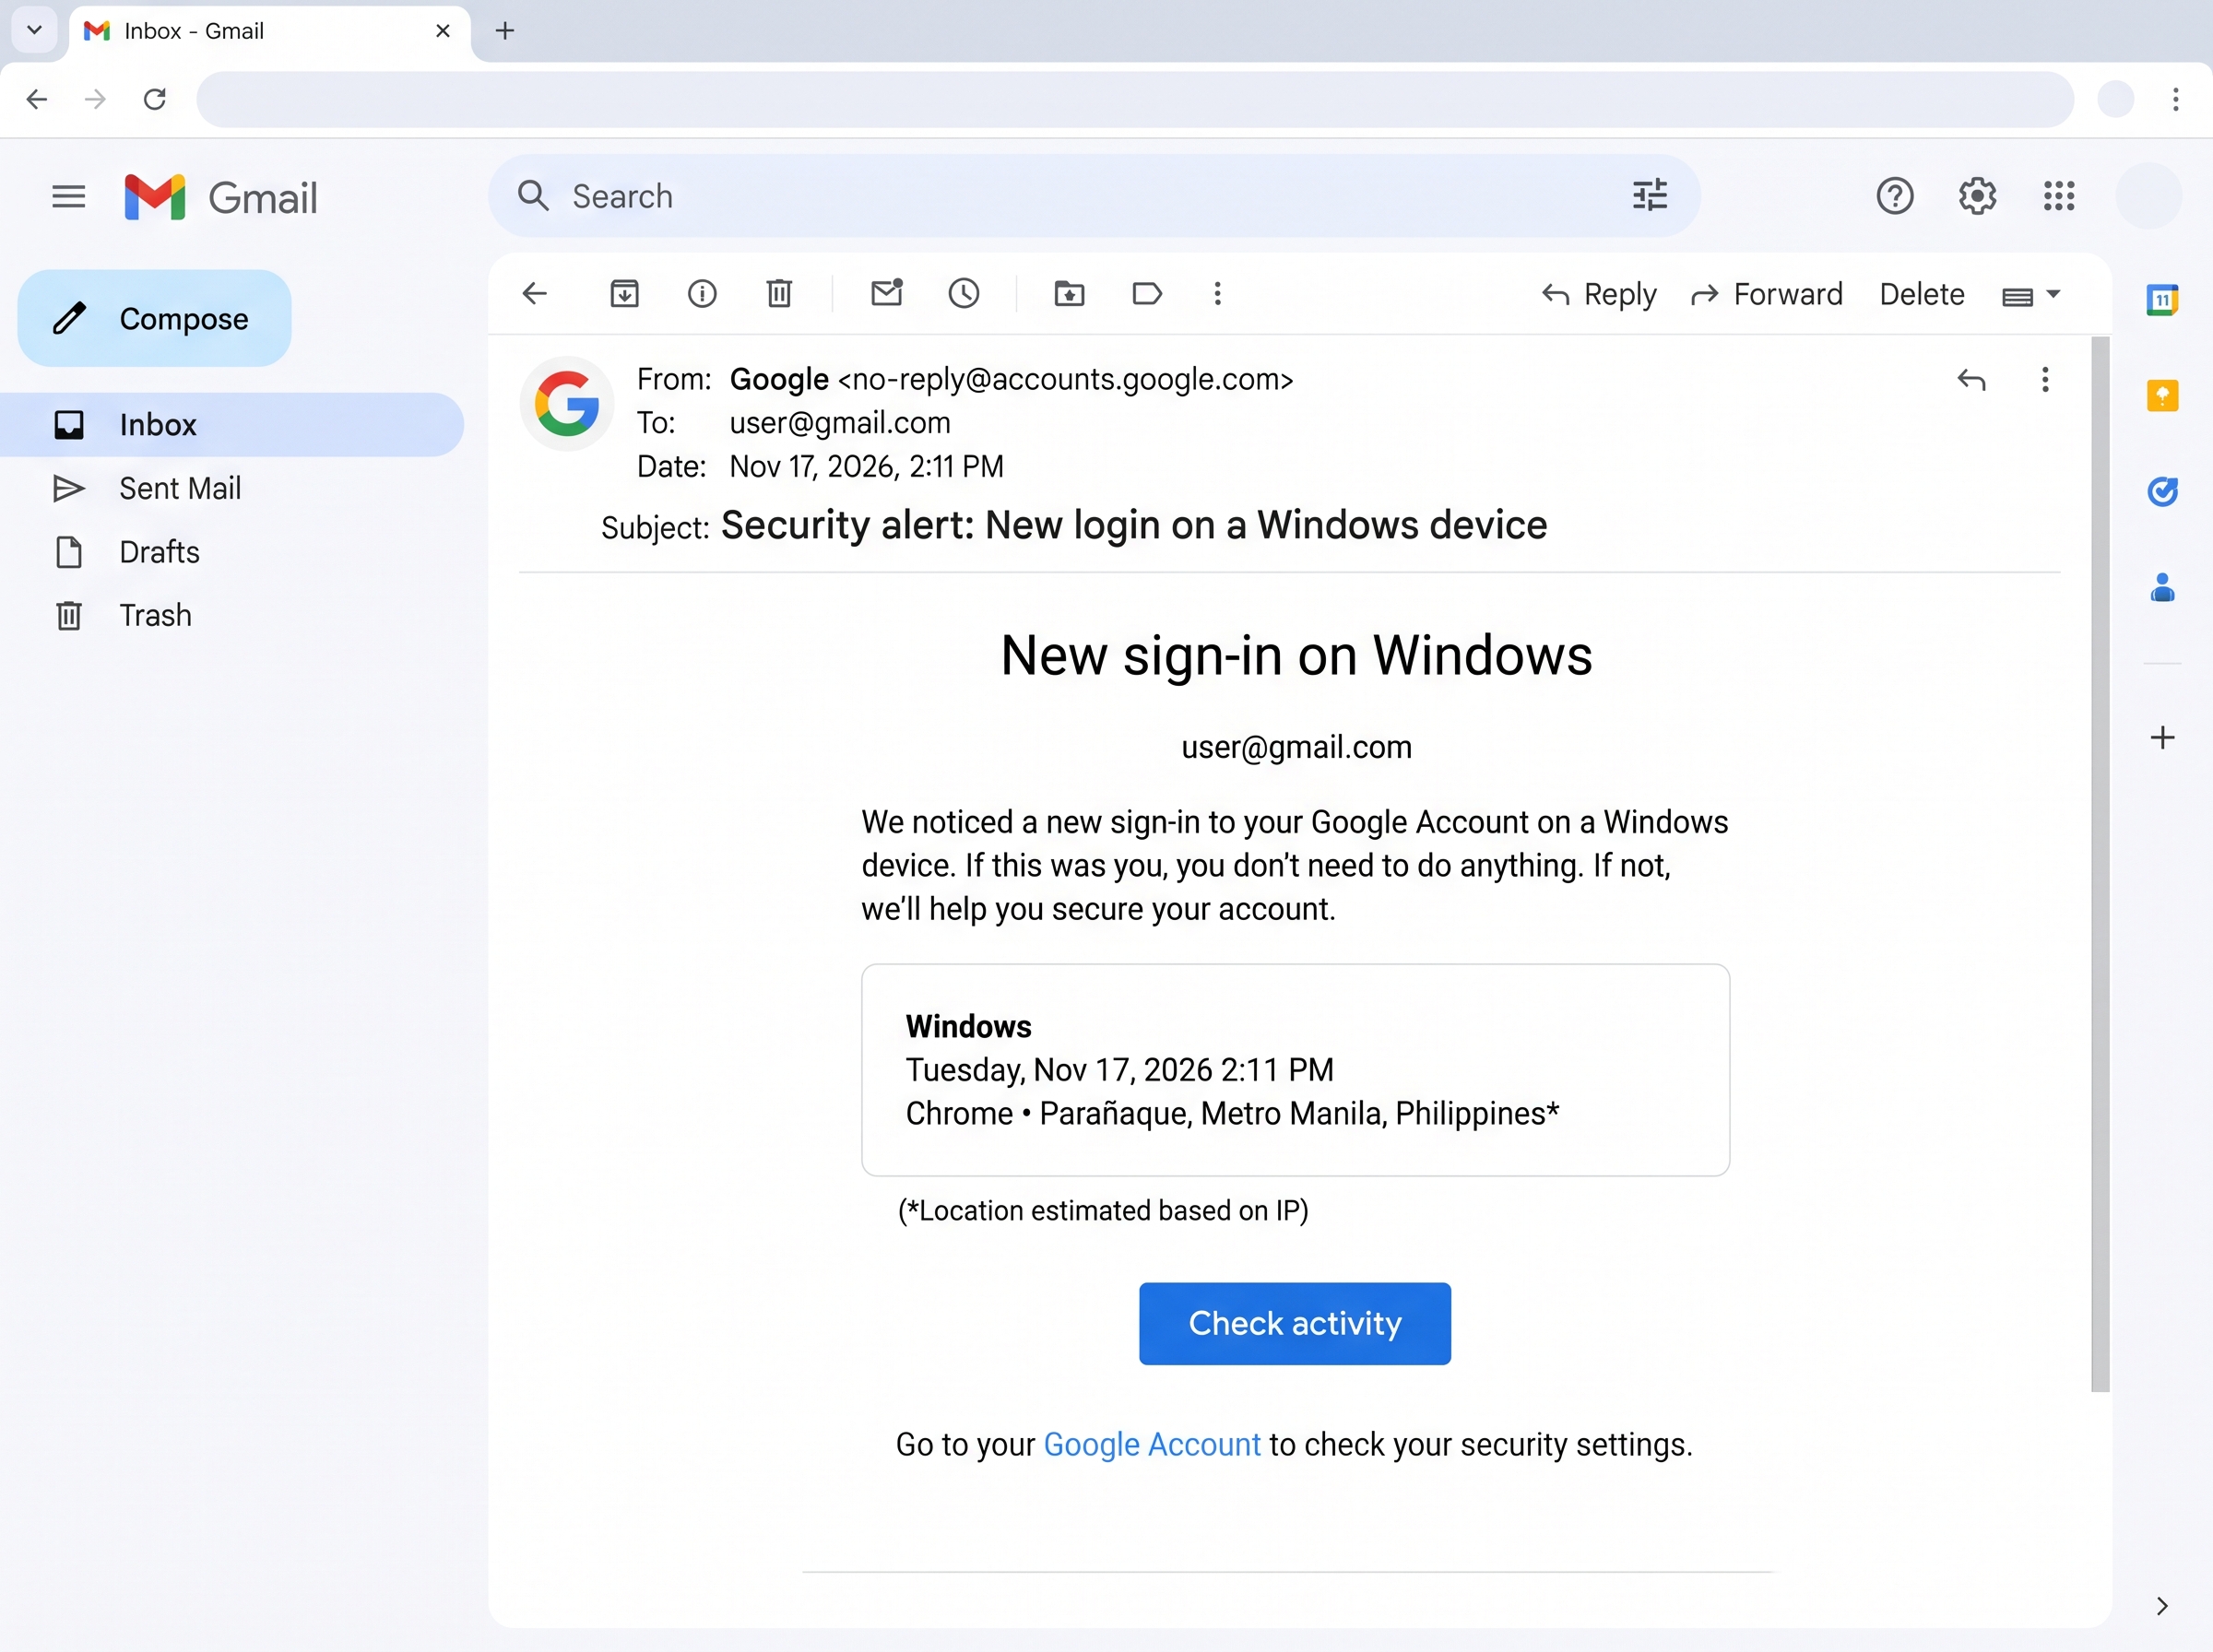 Inbox - Gmail
Gmail
Search
Compose
Inbox
Sent Mail
Drafts
Trash
Reply
Forward
Delete
From: Google <no-reply@accounts.google.com>
To: user@gmail.com
Date: Nov 17, 2026, 2:11 PM
Subject: Security alert: New login on a Windows device
New sign-in on Windows
user@gmail.com
We noticed a new sign-in to your Google Account on a Windows
device. If this was you, you don’t need to do anything. If not,
we’ll help you secure your account.
Windows
Tuesday, Nov 17, 2026 2:11 PM
Chrome • Parañaque, Metro Manila, Philippines*
(*Location estimated based on IP)
Check activity
Go to your Google Account to check your security settings.
11